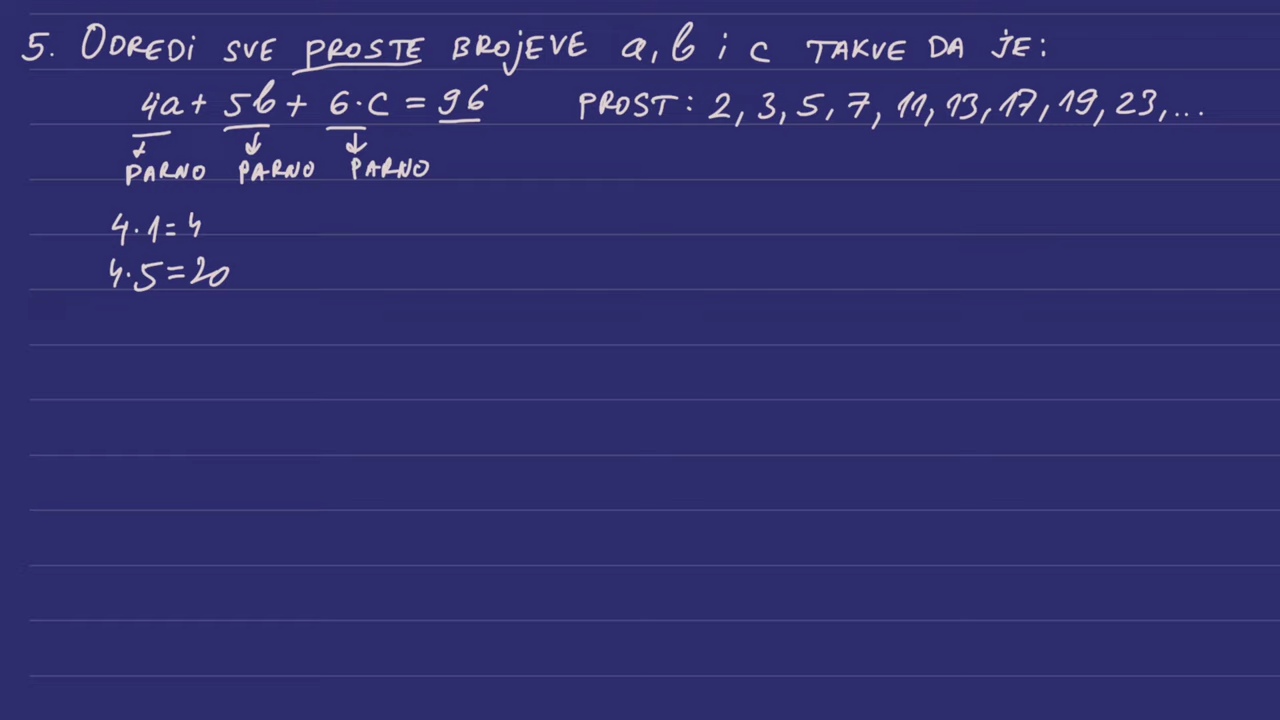 5. ODREDI SVE PROSTE BROJEVE a, b i c TAKVE DA JE:
4a + 5b + 6·c = 96 PROST: 2, 3, 5, 7, 11, 13, 17, 19, 23, ...
PARNO PARNO PARNO
4·1=4
4·5=20